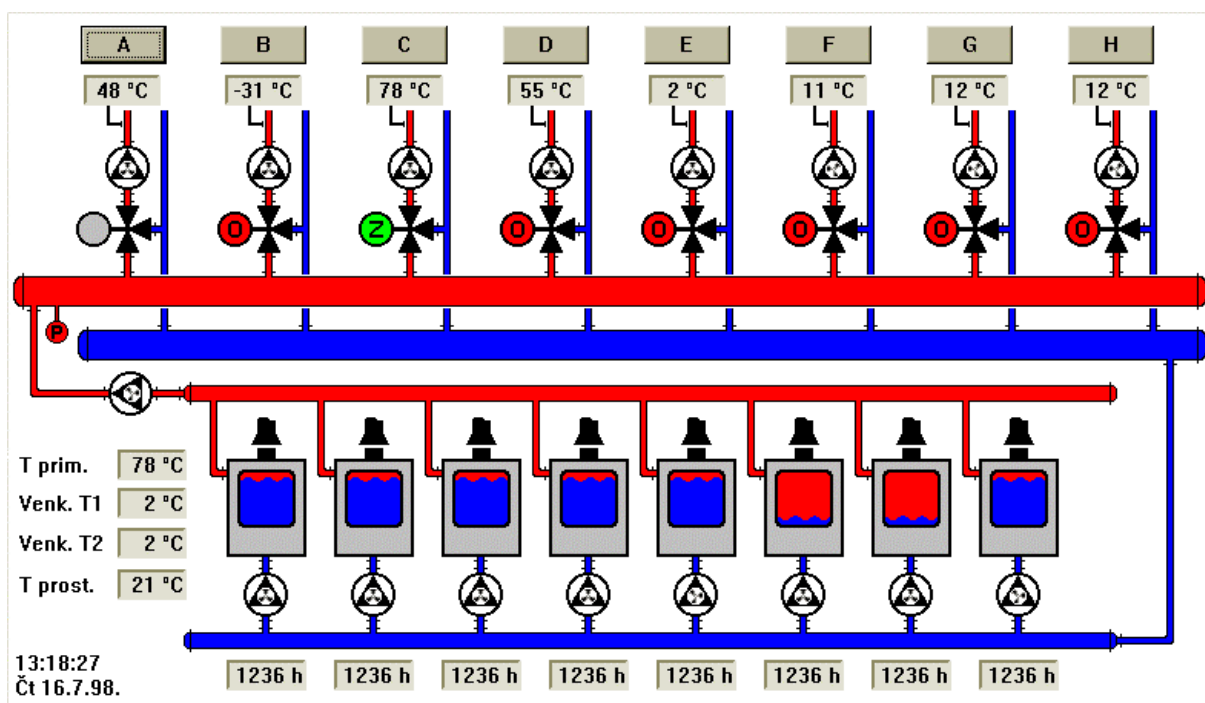 A B C D E F G H
48 °C -31 °C 78 °C 55 °C 2 °C 11 °C 12 °C 12 °C
O Z O O O O O
P
T prim. 78 °C
Venk. T1 2 °C
Venk. T2 2 °C
T prost. 21 °C
13:18:27
Čt 16.7.98.
1236 h 1236 h 1236 h 1236 h 1236 h 1236 h 1236 h 1236 h